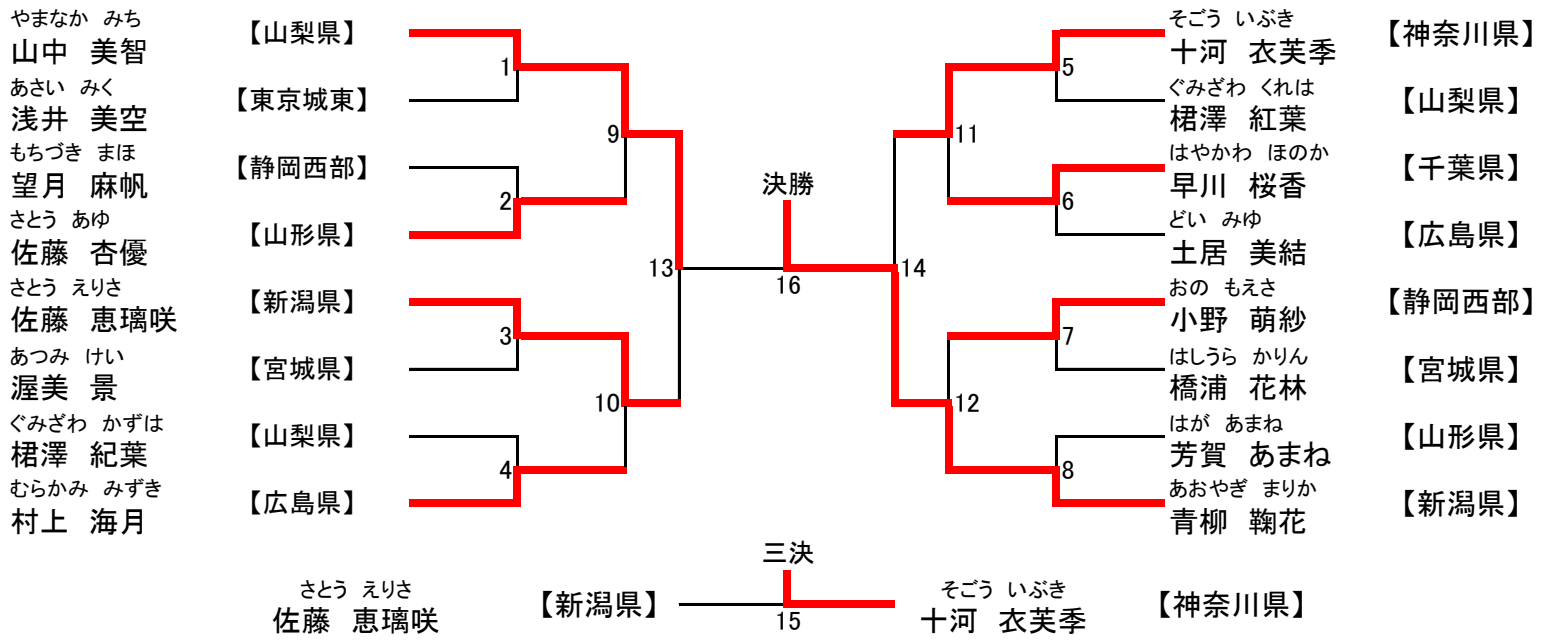 やまなか みち
山中 美智
【山梨県】
1
あさい みく
浅井 美空
【東京城東】
9
もちづき まほ
望月 麻帆
【静岡西部】
2
さとう あゆ
佐藤 杏優
【山形県】
13
さとう えりさ
佐藤 恵璃咲
【新潟県】
3
あつみ けい
渥美 景
【宮城県】
10
ぐみざわ かずは
桾澤 紀葉
【山梨県】
4
むらかみ みずき
村上 海月
【広島県】
決勝
16
そごう いぶき
十河 衣芙季
【神奈川県】
5
ぐみざわ くれは
桾澤 紅葉
【山梨県】
11
はやかわ ほのか
早川 桜香
【千葉県】
6
どい みゆ
土居 美結
【広島県】
14
おの もえさ
小野 萌紗
【静岡西部】
7
はしうら かりん
橋浦 花林
【宮城県】
12
はが あまね
芳賀 あまね
【山形県】
8
あおやぎ まりか
青柳 鞠花
【新潟県】
三決
さとう えりさ
佐藤 恵璃咲
【新潟県】
15
そごう いぶき
十河 衣芙季
【神奈川県】